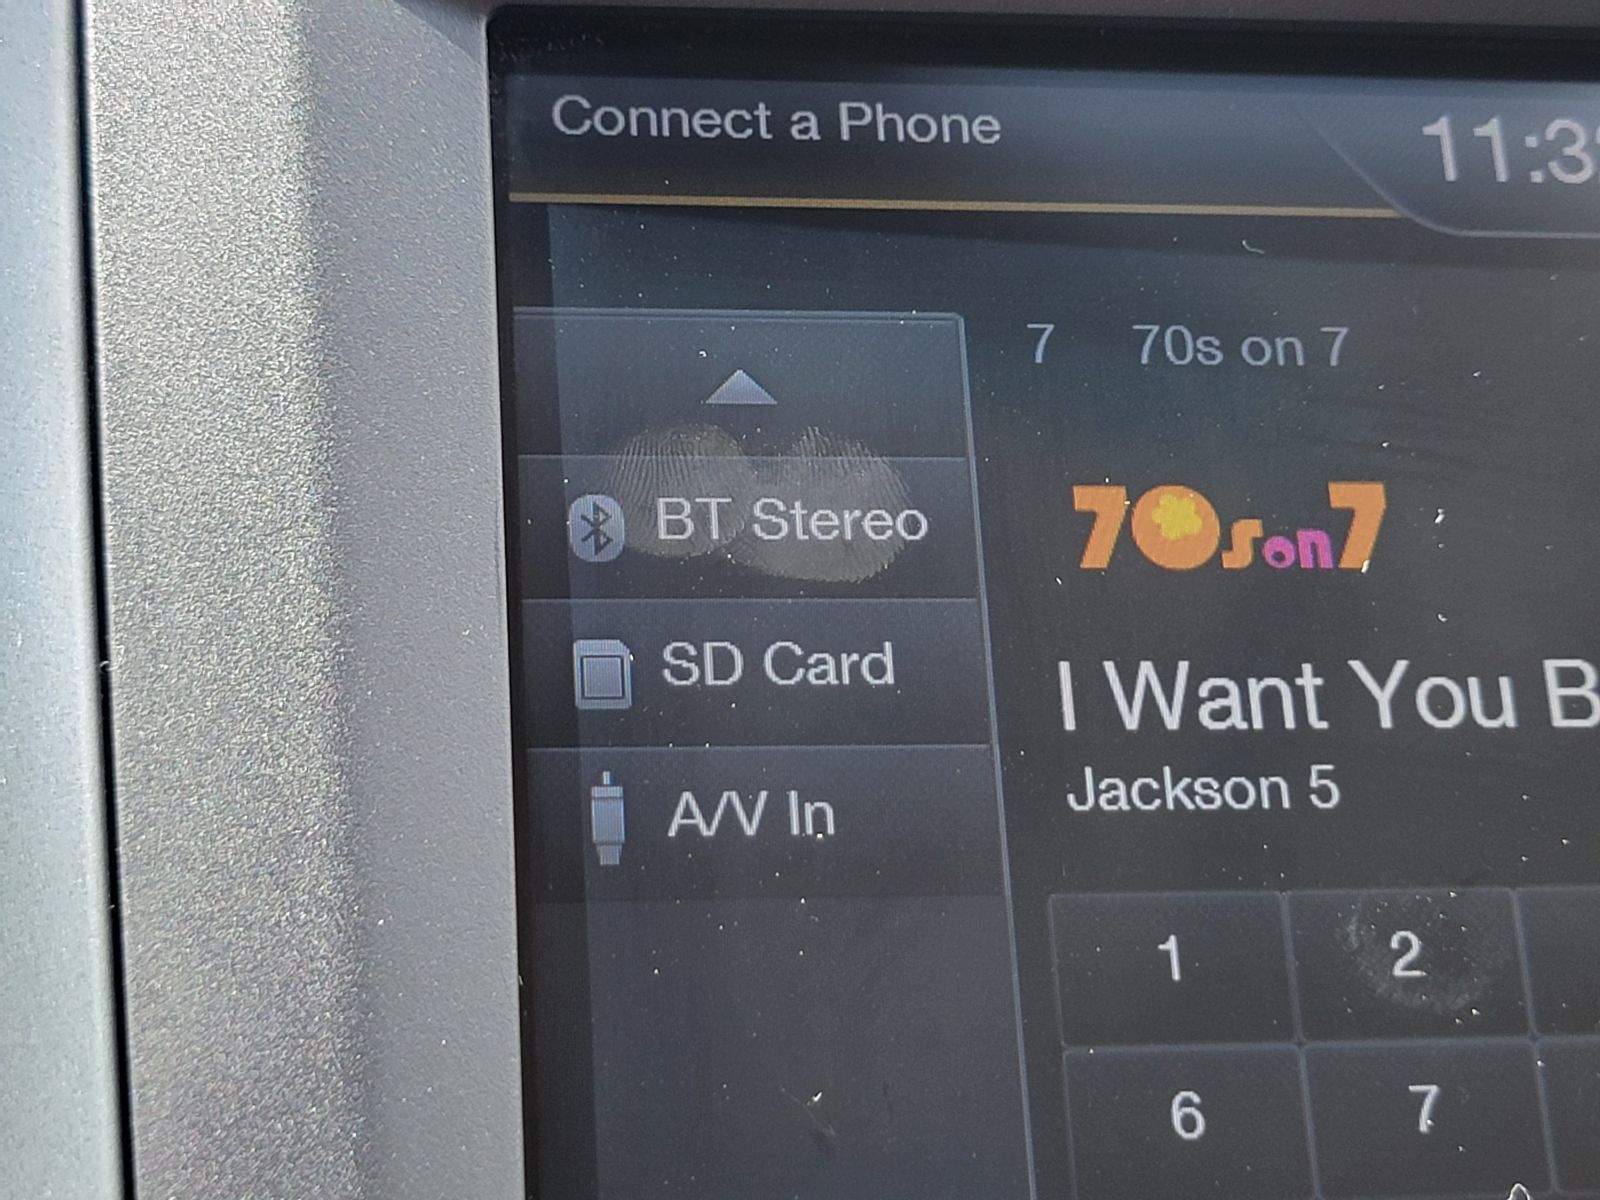 Connect a Phone
11:3
7 70s on 7
BT Stereo
70s on 7
SD Card
I Want You B
Jackson 5
A/V In
1 2
6 7